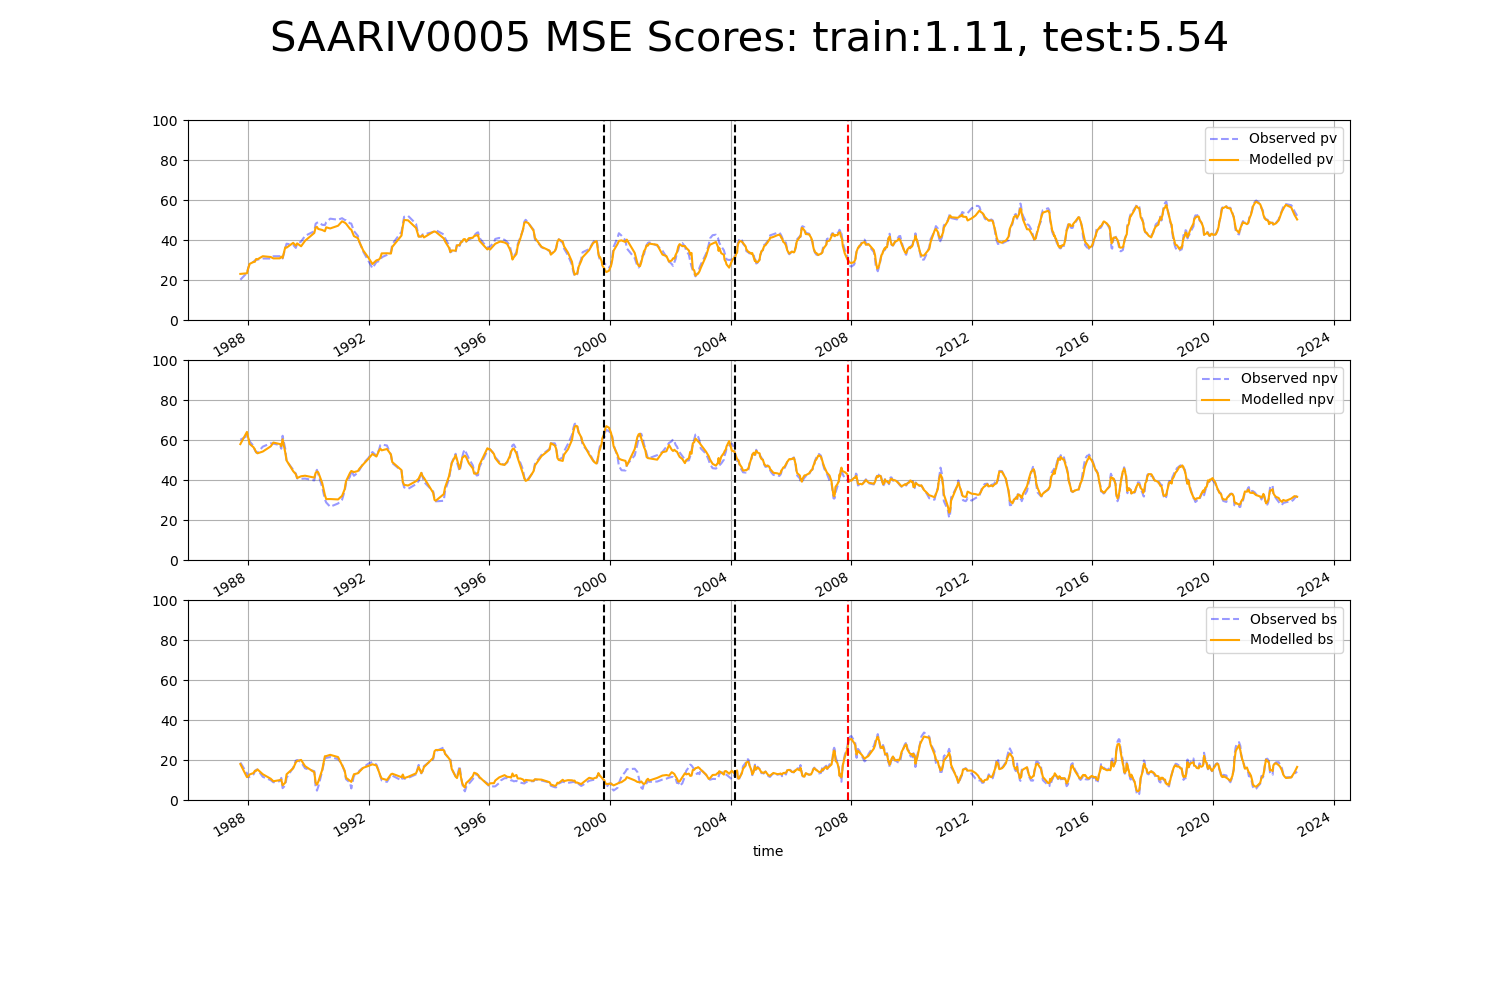 SAARIV0005 MSE Scores: train:1.11, test:5.54
100
80
60
40
20
0
Observed pv
Modelled pv
1988 1992 1996 2000 2004 2008 2012 2016 2020 2024
100
80
60
40
20
0
Observed npv
Modelled npv
1988 1992 1996 2000 2004 2008 2012 2016 2020 2024
100
80
60
40
20
0
Observed bs
Modelled bs
1988 1992 1996 2000 2004 2008 2012 2016 2020 2024
time